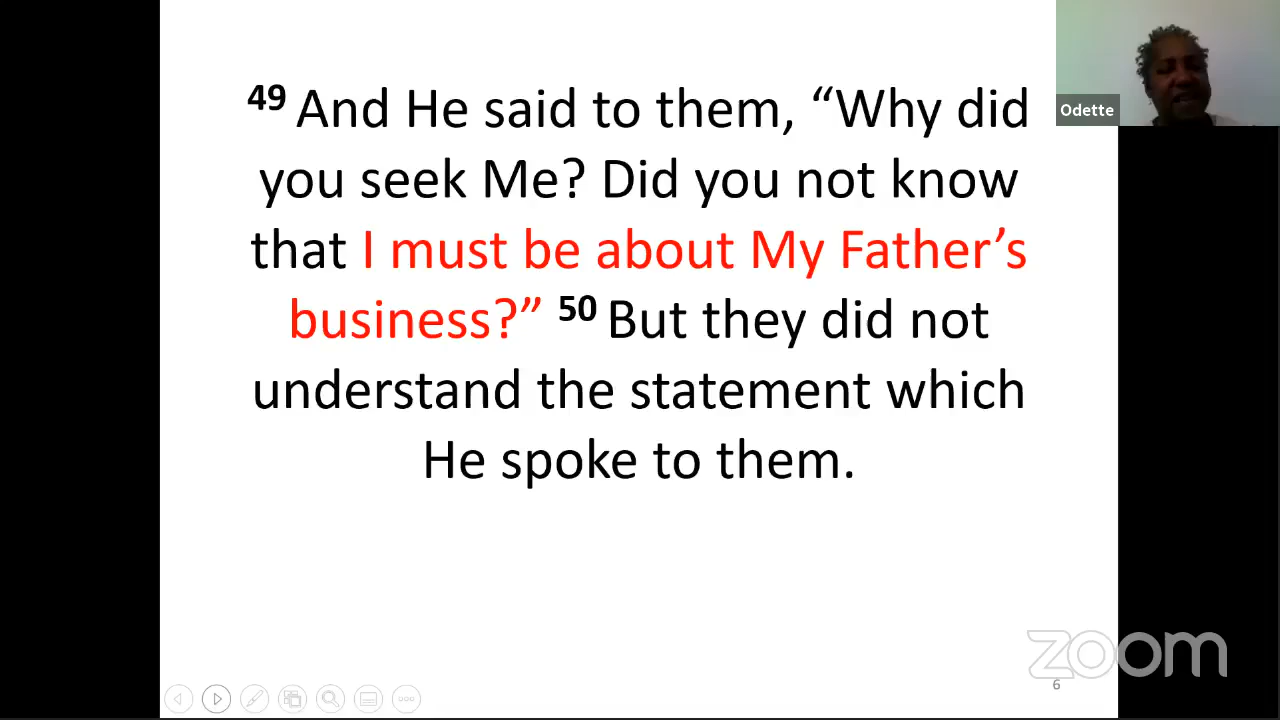 49 And He said to them, “Why did
you seek Me? Did you not know
that I must be about My Father’s
business?” 50 But they did not
understand the statement which
He spoke to them.
Odette
zoom
6